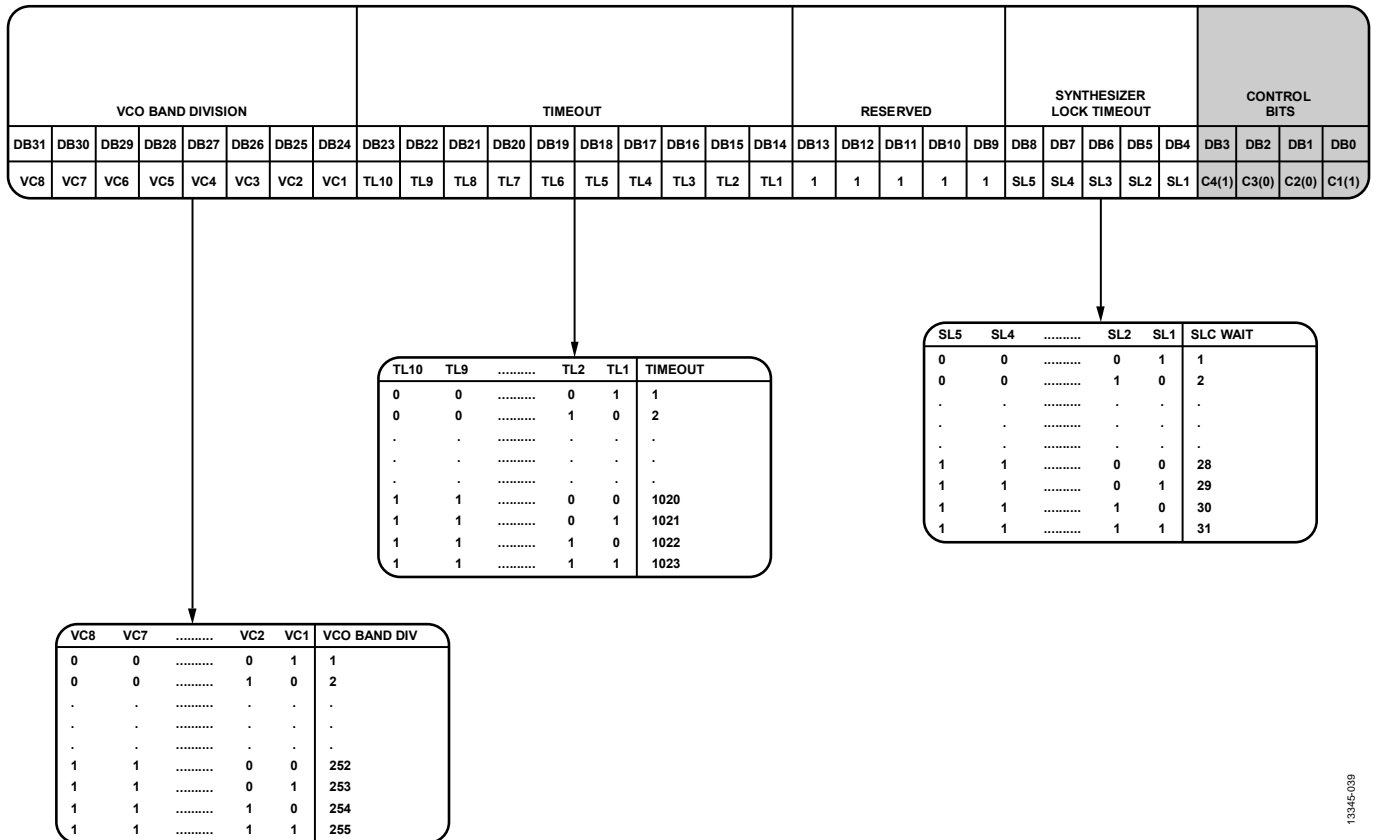 VCO BAND DIVISION TIMEOUT RESERVED SYNTHESIZER LOCK TIMEOUT CONTROL BITS
DB31 DB30 DB29 DB28 DB27 DB26 DB25 DB24 DB23 DB22 DB21 DB20 DB19 DB18 DB17 DB16 DB15 DB14 DB13 DB12 DB11 DB10 DB9 DB8 DB7 DB6 DB5 DB4 DB3 DB2 DB1 DB0
VC8 VC7 VC6 VC5 VC4 VC3 VC2 VC1 TL10 TL9 TL8 TL7 TL6 TL5 TL4 TL3 TL2 TL1 1 1 1 1 1 SL5 SL4 SL3 SL2 SL1 C4(1) C3(0) C2(0) C1(1)
SL5 SL4 .......... SL2 SL1 SLC WAIT
0 0 .......... 0 1 1
0 0 .......... 1 0 2
. . .......... . . .
. . .......... . . .
. . .......... . . .
1 1 .......... 0 0 28
1 1 .......... 0 1 29
1 1 .......... 1 0 30
1 1 .......... 1 1 31
TL10 TL9 .......... TL2 TL1 TIMEOUT
0 0 .......... 0 1 1
0 0 .......... 1 0 2
. . .......... . . .
. . .......... . . .
. . .......... . . .
1 1 .......... 0 0 1020
1 1 .......... 0 1 1021
1 1 .......... 1 0 1022
1 1 .......... 1 1 1023
VC8 VC7 .......... VC2 VC1 VCO BAND DIV
0 0 .......... 0 1 1
0 0 .......... 1 0 2
. . .......... . . .
. . .......... . . .
. . .......... . . .
1 1 .......... 0 0 252
1 1 .......... 0 1 253
1 1 .......... 1 0 254
1 1 .......... 1 1 255
13345-039